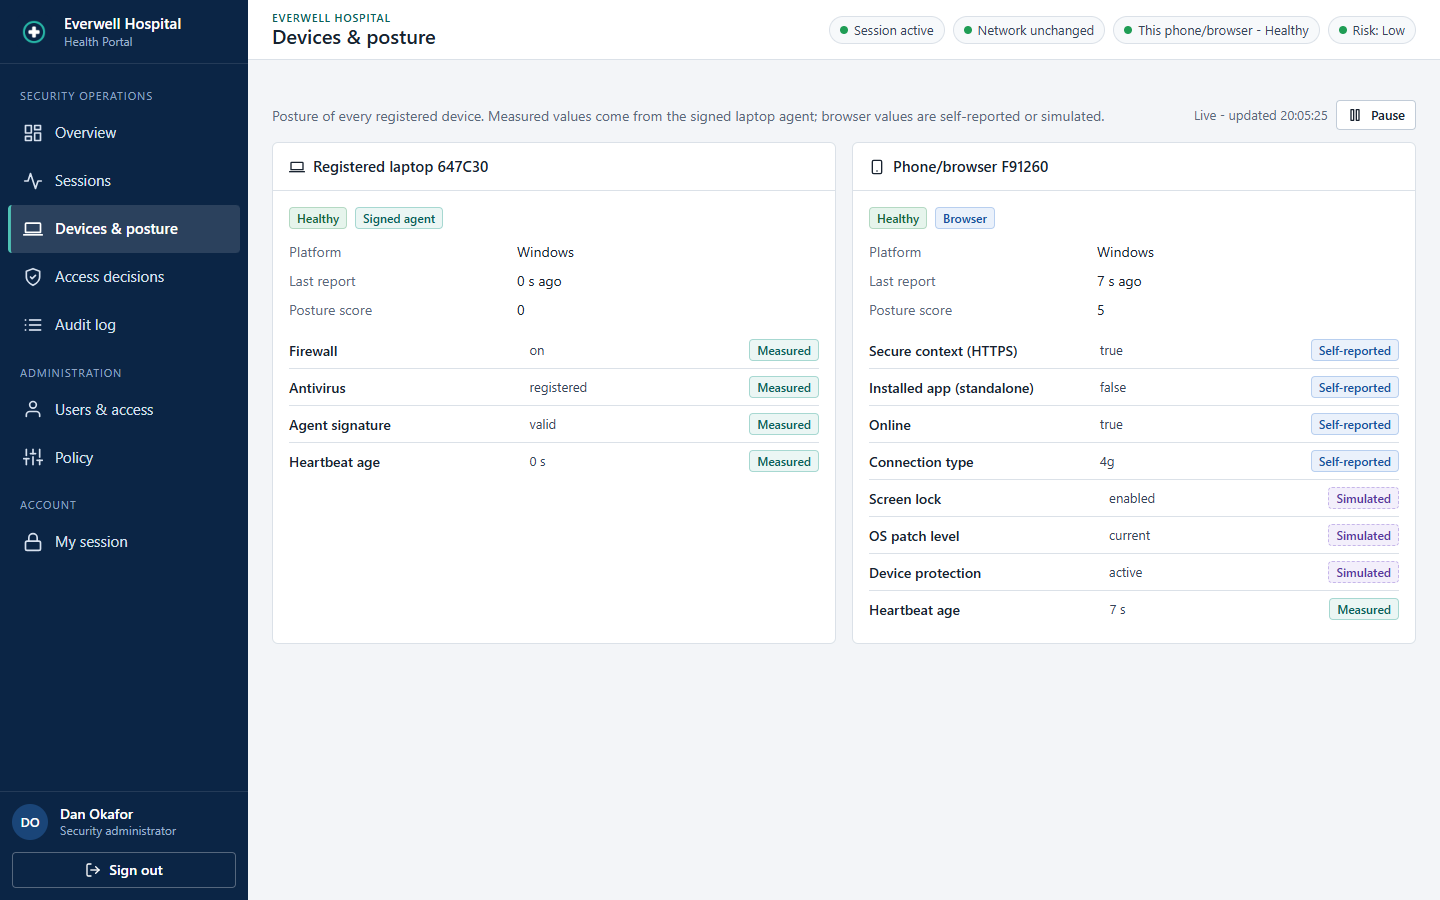 Everwell Hospital
Health Portal
SECURITY OPERATIONS
Overview
Sessions
Devices & posture
Access decisions
Audit log
ADMINISTRATION
Users & access
Policy
ACCOUNT
My session
DO
Dan Okafor
Security administrator
Sign out
EVERWELL HOSPITAL
Devices & posture
Session active
Network unchanged
This phone/browser - Healthy
Risk: Low
Posture of every registered device. Measured values come from the signed laptop agent; browser values are self-reported or simulated.
Live - updated 20:05:25
Pause
Registered laptop 647C30
Healthy Signed agent
Platform Windows
Last report 0 s ago
Posture score 0
Firewall on Measured
Antivirus registered Measured
Agent signature valid Measured
Heartbeat age 0 s Measured
Phone/browser F91260
Healthy Browser
Platform Windows
Last report 7 s ago
Posture score 5
Secure context (HTTPS) true Self-reported
Installed app (standalone) false Self-reported
Online true Self-reported
Connection type 4g Self-reported
Screen lock enabled Simulated
OS patch level current Simulated
Device protection active Simulated
Heartbeat age 7 s Measured